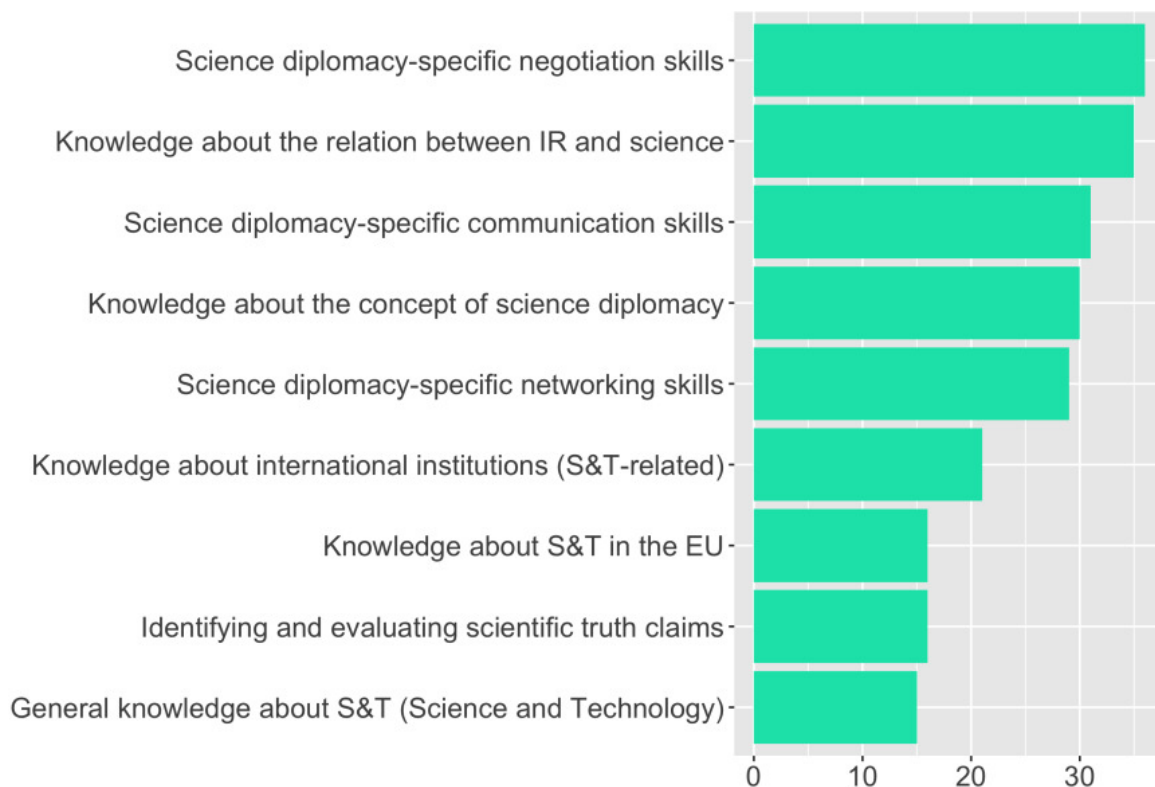 Science diplomacy-specific negotiation skills
Knowledge about the relation between IR and science
Science diplomacy-specific communication skills
Knowledge about the concept of science diplomacy
Science diplomacy-specific networking skills
Knowledge about international institutions (S&T-related)
Knowledge about S&T in the EU
Identifying and evaluating scientific truth claims
General knowledge about S&T (Science and Technology)
0 10 20 30